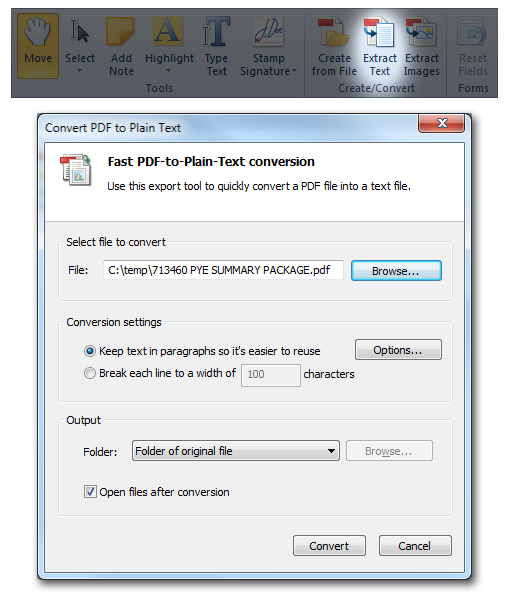 Move
Select
Add
Note
Highlight
Type
Text
Stamp
Signature
Create
from File
Extract
Text
Extract
Images
Reset
Fields
Tools
Create/Convert
Forms
Convert PDF to Plain Text
Fast PDF-to-Plain-Text conversion
Use this export tool to quickly convert a PDF file into a text file.
Select file to convert
File: C:\temp\713460 PYE SUMMARY PACKAGE.pdf Browse...
Conversion settings
Keep text in paragraphs so it's easier to reuse Options...
Break each line to a width of 100 characters
Output
Folder: Folder of original file Browse...
Open files after conversion
Convert Cancel